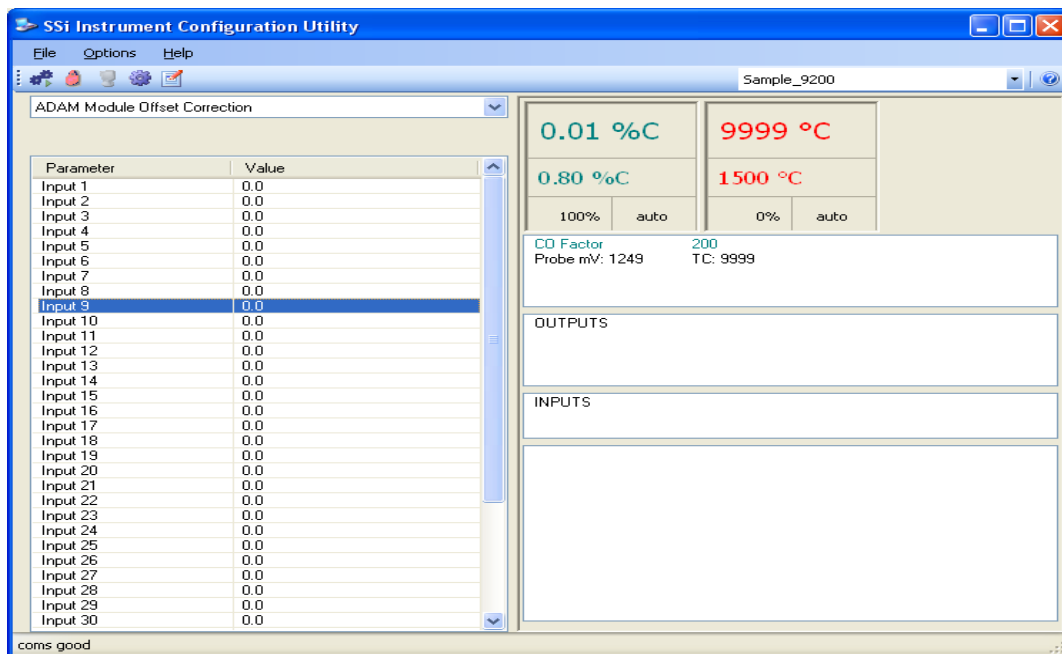 SSi Instrument Configuration Utility
File Options Help
Sample_9200
ADAM Module Offset Correction
Parameter Value
Input 1 0.0
Input 2 0.0
Input 3 0.0
Input 4 0.0
Input 5 0.0
Input 6 0.0
Input 7 0.0
Input 8 0.0
Input 9 0.0
Input 10 0.0
Input 11 0.0
Input 12 0.0
Input 13 0.0
Input 14 0.0
Input 15 0.0
Input 16 0.0
Input 17 0.0
Input 18 0.0
Input 19 0.0
Input 20 0.0
Input 21 0.0
Input 22 0.0
Input 23 0.0
Input 24 0.0
Input 25 0.0
Input 26 0.0
Input 27 0.0
Input 28 0.0
Input 29 0.0
Input 30 0.0
0.01 %C 9999 ºC
0.80 %C 1500 ºC
100% auto 0% auto
CO Factor 200
Probe mV: 1249 TC: 9999
OUTPUTS
INPUTS
coms good